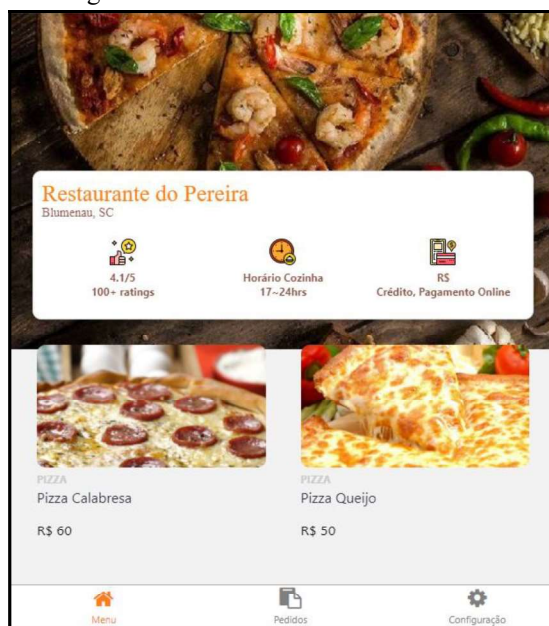 Restaurante do Pereira
Blumenau, SC
4.1/5
100+ ratings
Horário Cozinha
17~24hrs
R$
Crédito, Pagamento Online
PIZZA
Pizza Calabresa
R$ 60
PIZZA
Pizza Queijo
R$ 50
Menu
Pedidos
Configuração